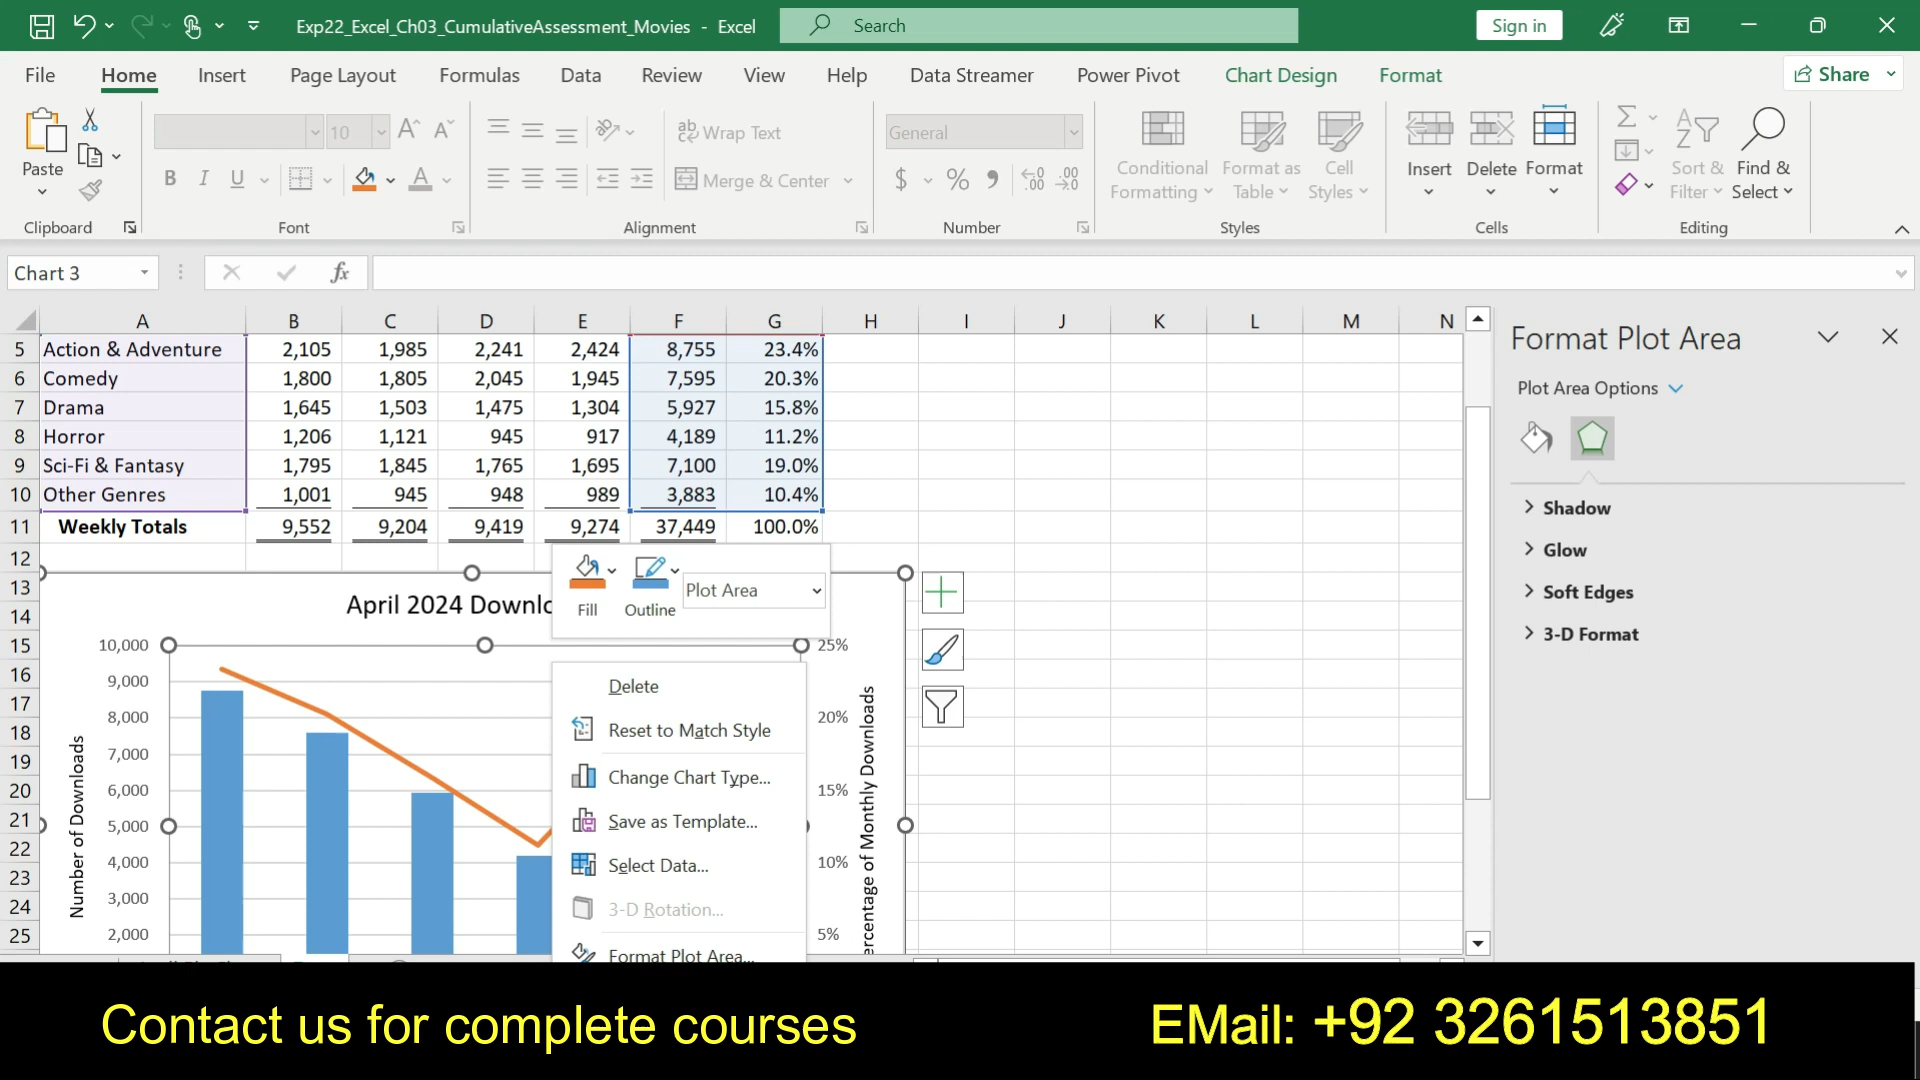 Exp22_Excel_Ch03_CumulativeAssessment_Movies - Excel
Search
Sign in
File Home Insert Page Layout Formulas Data Review View Help Data Streamer Power Pivot Chart Design Format
Share
Paste
Clipboard
10
Font
Wrap Text
Merge & Center
Alignment
General
Number
Conditional Formatting
Format as Table
Cell Styles
Styles
Insert
Delete
Format
Cells
Sort & Filter
Find & Select
Editing
Chart 3
fx
A B C D E F G H I J K L M N
5 Action & Adventure 2,105 1,985 2,241 2,424 8,755 23.4%
6 Comedy 1,800 1,805 2,045 1,945 7,595 20.3%
7 Drama 1,645 1,503 1,475 1,304 5,927 15.8%
8 Horror 1,206 1,121 945 917 4,189 11.2%
9 Sci-Fi & Fantasy 1,795 1,845 1,765 1,695 7,100 19.0%
10 Other Genres 1,001 945 948 989 3,883 10.4%
11 Weekly Totals 9,552 9,204 9,419 9,274 37,449 100.0%
12
13
14
15
16
17
18
19
20
21
22
23
24
25
April 2024
10,000
9,000
8,000
7,000
6,000
5,000
4,000
3,000
2,000
Number of Downloads
25%
20%
15%
10%
5%
of Monthly Downloads
Fill
Outline
Plot Area
Delete
Reset to Match Style
Change Chart Type...
Save as Template...
Select Data...
3-D Rotation...
Format Plot Area...
Format Plot Area
Plot Area Options
Shadow
Glow
Soft Edges
3-D Format
Contact us for complete courses
EMail: +92 3261513851